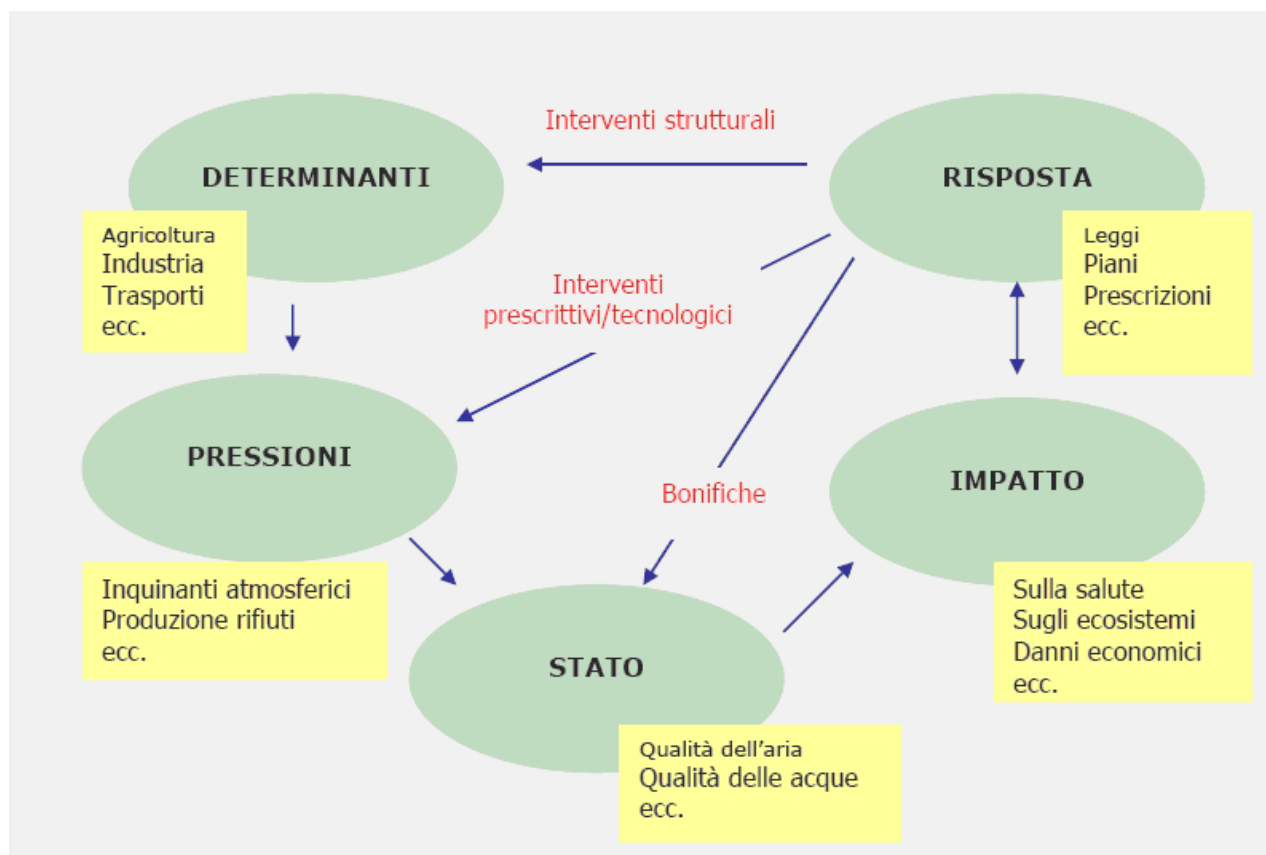 Interventi strutturali
DETERMINANTI
RISPOSTA
Agricoltura
Industria
Trasporti
ecc.
Leggi
Piani
Prescrizioni
ecc.
Interventi
prescrittivi/tecnologici
PRESSIONI
IMPATTO
Bonifiche
Inquinanti atmosferici
Produzione rifiuti
ecc.
Sulla salute
Sugli ecosistemi
Danni economici
ecc.
STATO
Qualità dell’aria
Qualità delle acque
ecc.